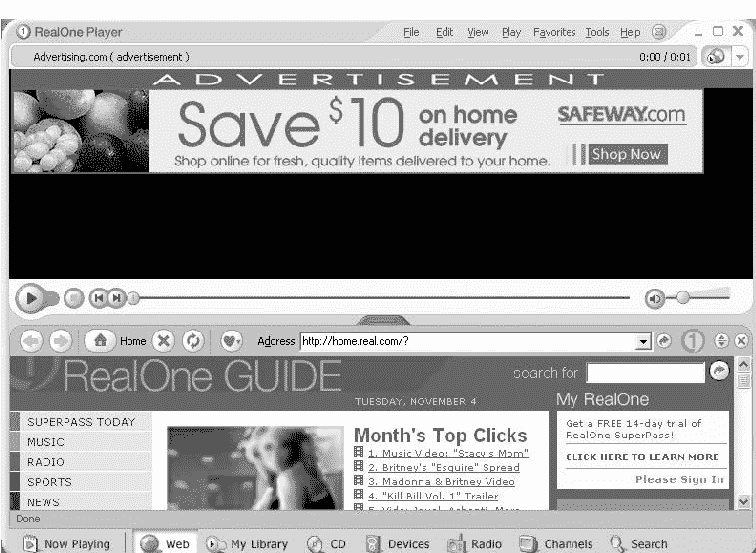 RealOne Player
File Edit View Play Favorites Tools Help
Advertising.com ( advertisement ) 0:00 / 0:01
ADVERTISEMENT
Save $10 on home delivery
SAFEWAY.com
Shop online for fresh, quality items delivered to your home.
Shop Now
Home Address http://home.real.com/?
RealOne GUIDE
search for
TUESDAY, NOVEMBER 4
My RealOne
SUPERPASS TODAY
MUSIC
RADIO
SPORTS
NEWS
Month's Top Clicks
1. Music Video: "Stacy's Mom"
2. Britney's "Esquire" Spread
3. Madonna & Britney Video
4. "Kill Bill Vol. 1" Trailer
Get a FREE 14-day trial of
RealOne SuperPass!
CLICK HERE TO LEARN MORE
Please Sign In
Done
Now Playing Web My Library CD Devices Radio Channels Search